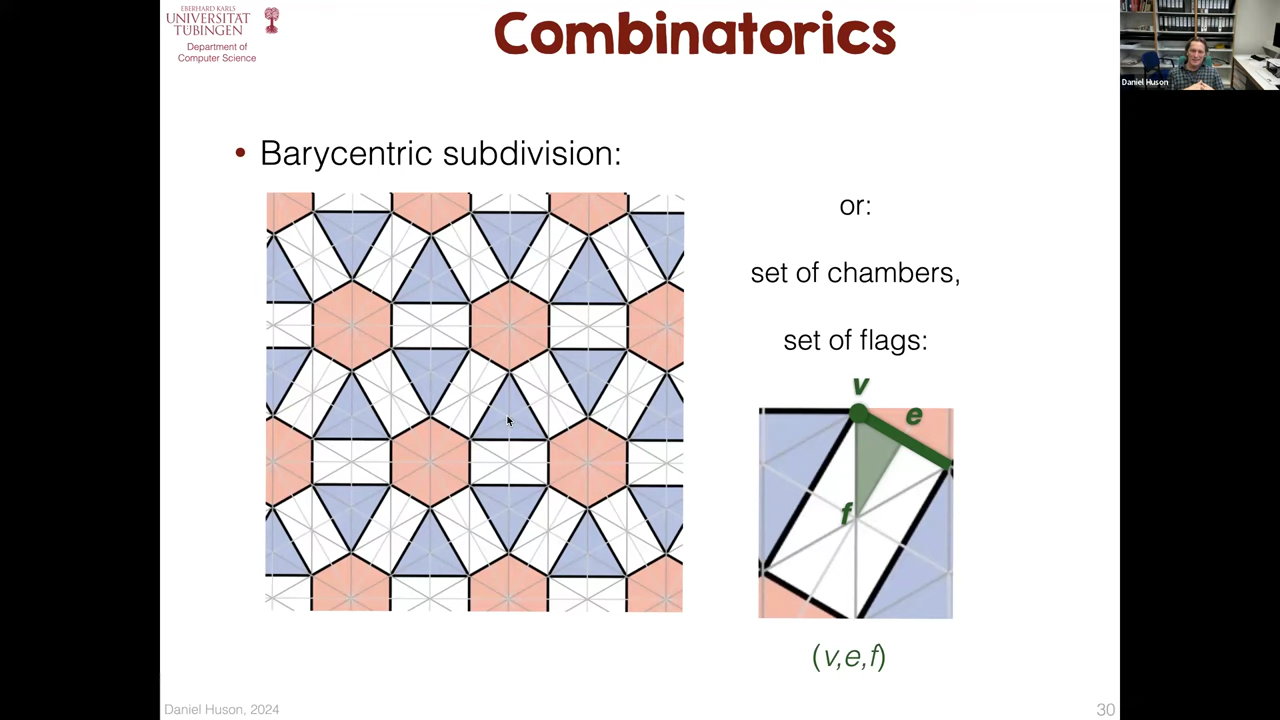 EBERHARD KARLS
UNIVERSITÄT
TÜBINGEN
Department of
Computer Science
Combinatorics
Daniel Huson
• Barycentric subdivision:
or:
set of chambers,
set of flags:
v
e
f
(v,e,f)
Daniel Huson, 2024
30